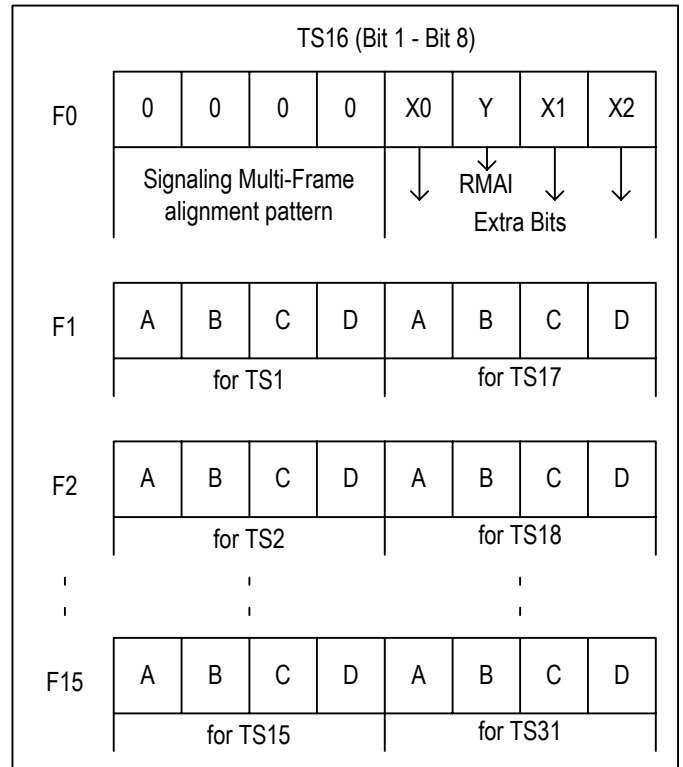 TS16 (Bit 1 - Bit 8)
F0 0 0 0 0 X0 Y X1 X2
Signaling Multi-Frame alignment pattern
RMAI
Extra Bits
F1 A B C D A B C D
for TS1 for TS17
F2 A B C D A B C D
for TS2 for TS18
F15 A B C D A B C D
for TS15 for TS31